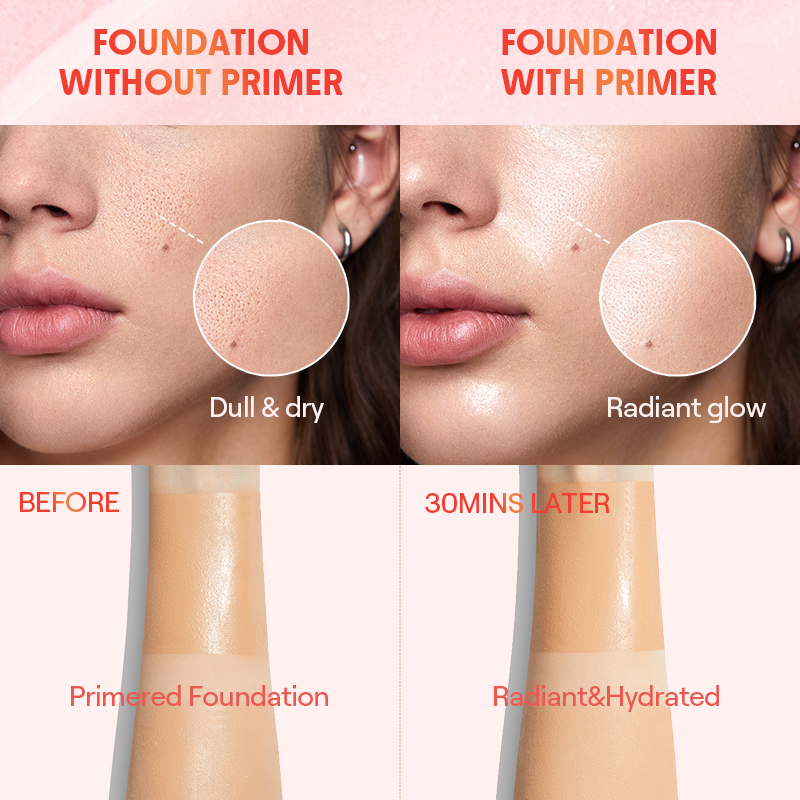 FOUNDATION
WITHOUT PRIMER
FOUNDATION
WITH PRIMER
Dull & dry
Radiant glow
BEFORE
30MINS LATER
Primered Foundation
Radiant&Hydrated